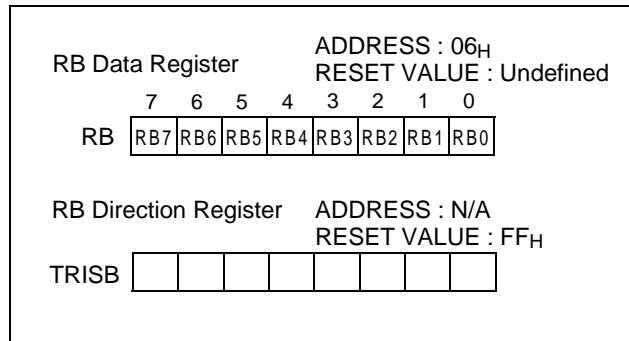 RB Data Register
ADDRESS : 06H
RESET VALUE : Undefined
7 6 5 4 3 2 1 0
RB RB7 RB6 RB5 RB4 RB3 RB2 RB1 RB0
RB Direction Register
ADDRESS : N/A
RESET VALUE : FFH
TRISB